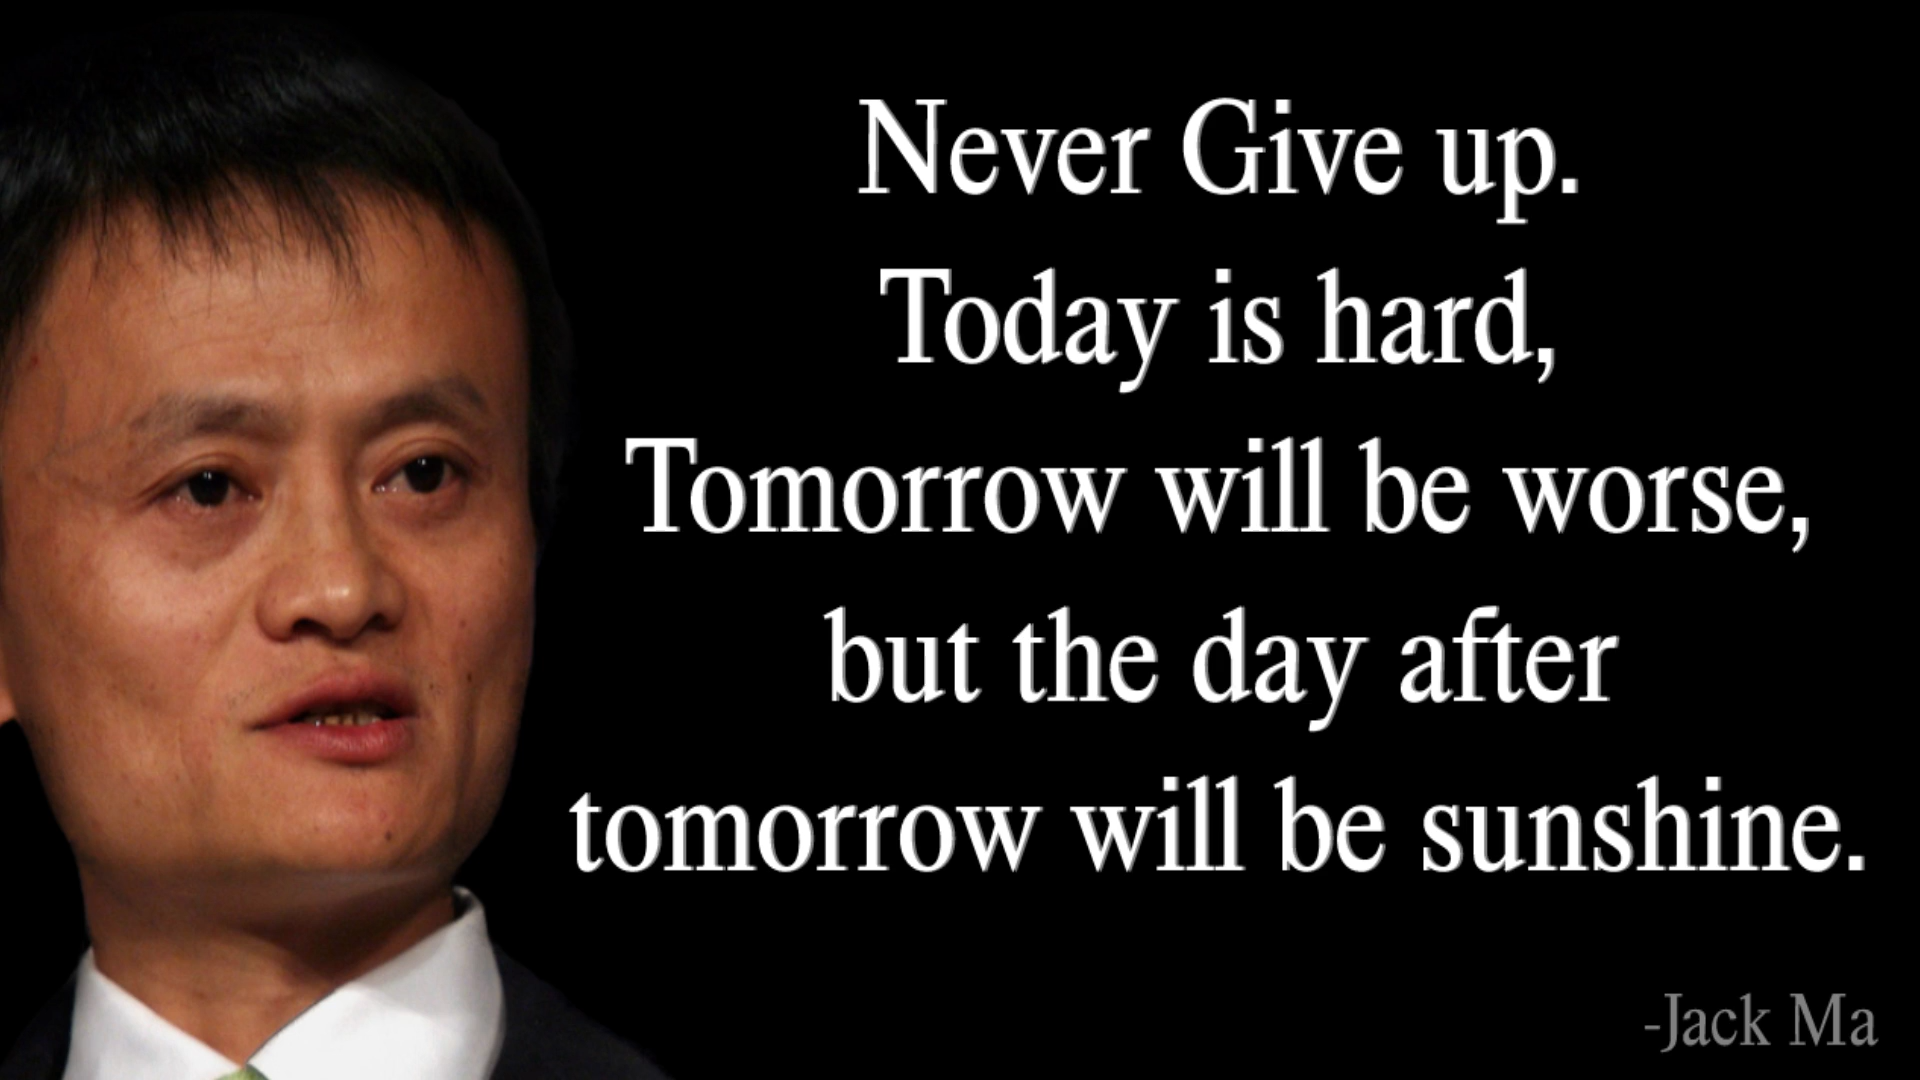 Never Give up.
Today is hard,
Tomorrow will be worse,
but the day after
tomorrow will be sunshine.
-Jack Ma